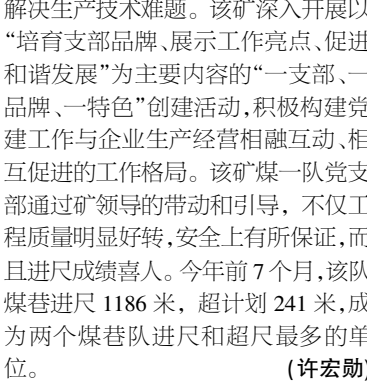 解决生产技术难题。该矿深入开展以
“培育支部品牌、展示工作亮点、促进
和谐发展”为主要内容的“一支部、一
品牌、一特色”创建活动,积极构建党
建工作与企业生产经营相融互动、相
互促进的工作格局。该矿煤一队党支
部通过矿领导的带动和引导，不仅工
程质量明显好转,安全上有所保证,而
且进尺成绩喜人。今年前7个月,该队
煤巷进尺1186米，超计划241米,成
为两个煤巷队进尺和超尺最多的单
位。 (许宏勋)